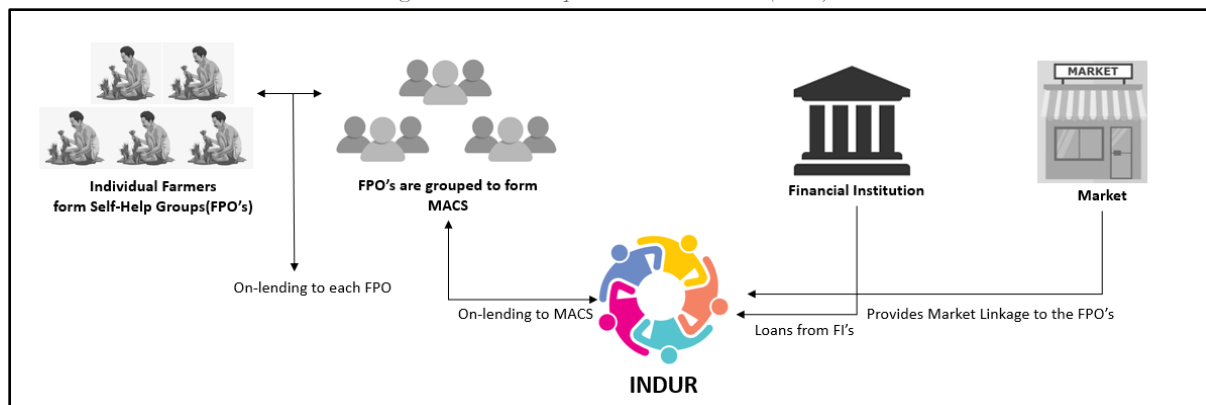 MARKET
Individual Farmers
form Self-Help Groups(FPO's)
FPO's are grouped to form
MACS
Financial Institution
Market
On-lending to each FPO
On-lending to MACS
Loans from FI's
Provides Market Linkage to the FPO's
INDUR